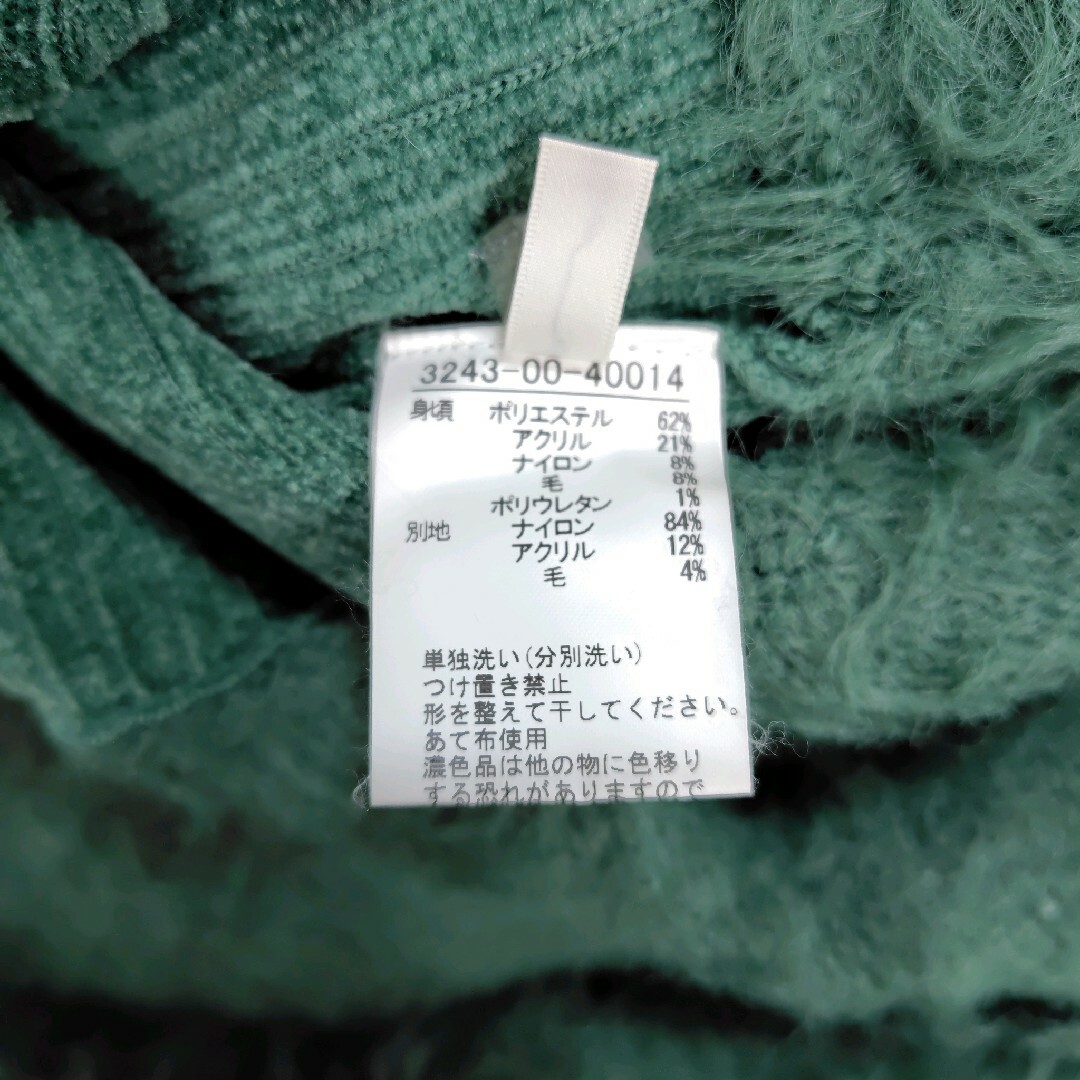 3243-00-40014
身頃 ポリエステル 62%
アクリル 21%
ナイロン 8%
毛 8%
ポリウレタン 1%
別地 ナイロン 84%
アクリル 12%
毛 4%
単独洗い(分別洗い)
つけ置き禁止
形を整えて干してください。
あて布使用
濃色品は他の物に色移り
する恐れがありますので